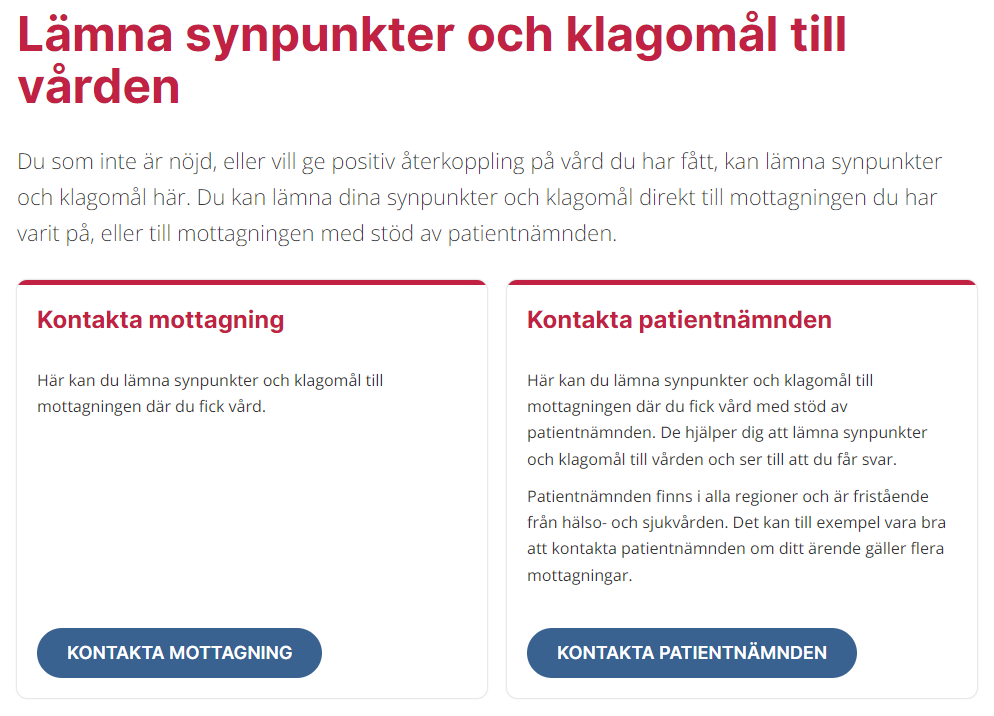 Lämna synpunkter och klagomål till
vården
Du som inte är nöjd, eller vill ge positiv återkoppling på vård du har fått, kan lämna synpunkter
och klagomål här. Du kan lämna dina synpunkter och klagomål direkt till mottagningen du har
varit på, eller till mottagningen med stöd av patientnämnden.
Kontakta mottagning
Här kan du lämna synpunkter och klagomål till
mottagningen där du fick vård.
KONTAKTA MOTTAGNING
Kontakta patientnämnden
Här kan du lämna synpunkter och klagomål till
mottagningen där du fick vård med stöd av
patientnämnden. De hjälper dig att lämna synpunkter
och klagomål till vården och ser till att du får svar.
Patientnämnden finns i alla regioner och är fristående
från hälso- och sjukvården. Det kan till exempel vara bra
att kontakta patientnämnden om ditt ärende gäller flera
mottagningar.
KONTAKTA PATIENTNÄMNDEN